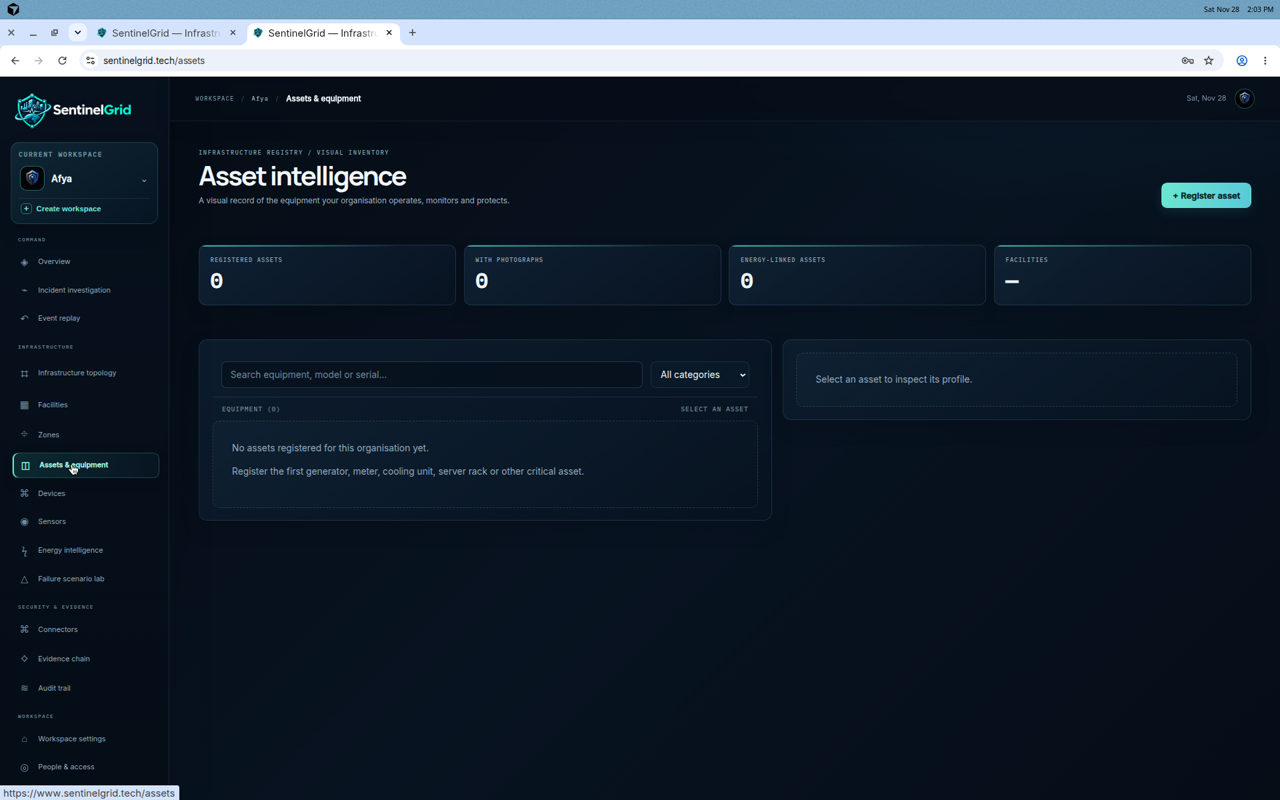 Sat Nov 28 2:03 PM
SentinelGrid — Infrastr
SentinelGrid — Infrastr
sentinelgrid.tech/assets
SentinelGrid
CURRENT WORKSPACE
Afya
+ Create workspace
COMMAND
Overview
Incident investigation
Event replay
INFRASTRUCTURE
Infrastructure topology
Facilities
Zones
Assets & equipment
Devices
Sensors
Energy intelligence
Failure scenario lab
SECURITY & EVIDENCE
Connectors
Evidence chain
Audit trail
WORKSPACE
Workspace settings
People & access
https://www.sentinelgrid.tech/assets
WORKSPACE / Afya / Assets & equipment
Sat, Nov 28
INFRASTRUCTURE REGISTRY / VISUAL INVENTORY
Asset intelligence
A visual record of the equipment your organisation operates, monitors and protects.
+ Register asset
REGISTERED ASSETS
0
WITH PHOTOGRAPHS
0
ENERGY-LINKED ASSETS
0
FACILITIES
—
Search equipment, model or serial...
All categories
EQUIPMENT (0)
SELECT AN ASSET
No assets registered for this organisation yet.
Register the first generator, meter, cooling unit, server rack or other critical asset.
Select an asset to inspect its profile.